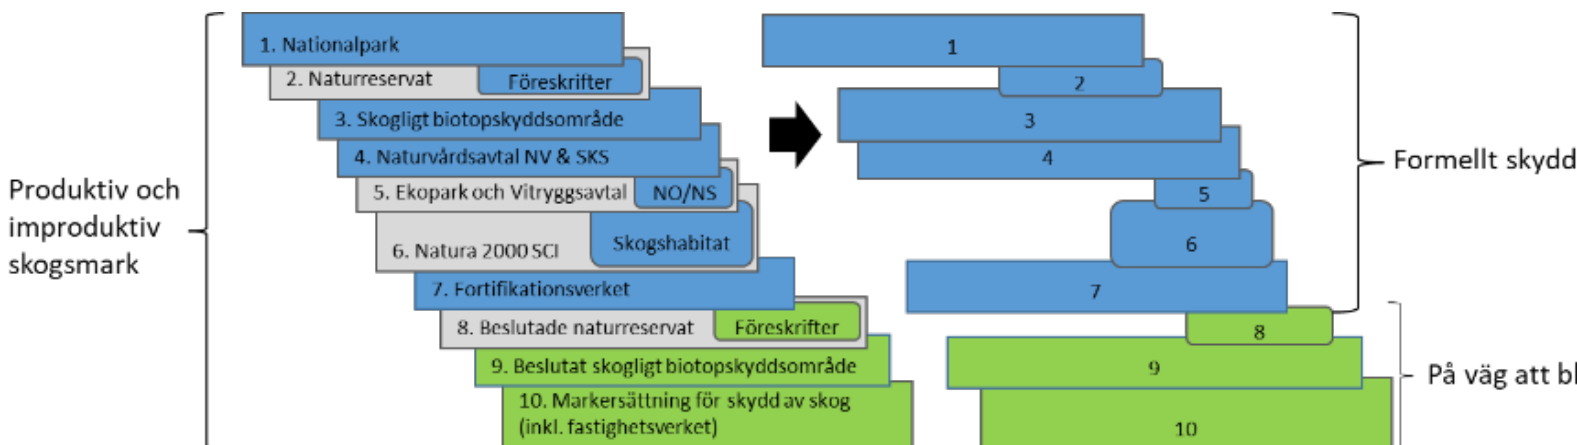 Produktiv och
improduktiv
skogsmark
1. Nationalpark
2. Naturreservat
Föreskrifter
3. Skogligt biotopskyddsområde
4. Naturvårdsavtal NV & SKS
5. Ekopark och Vitryggsavtal
NO/NS
6. Natura 2000 SCI
Skogshabitat
7. Fortifikationsverket
8. Beslutade naturreservat
Föreskrifter
9. Beslutat skogligt biotopskyddsområde
10. Markersättning för skydd av skog
(inkl. fastighetsverket)
1
2
3
4
5
6
7
8
9
10
Formellt skydd
På väg att bl